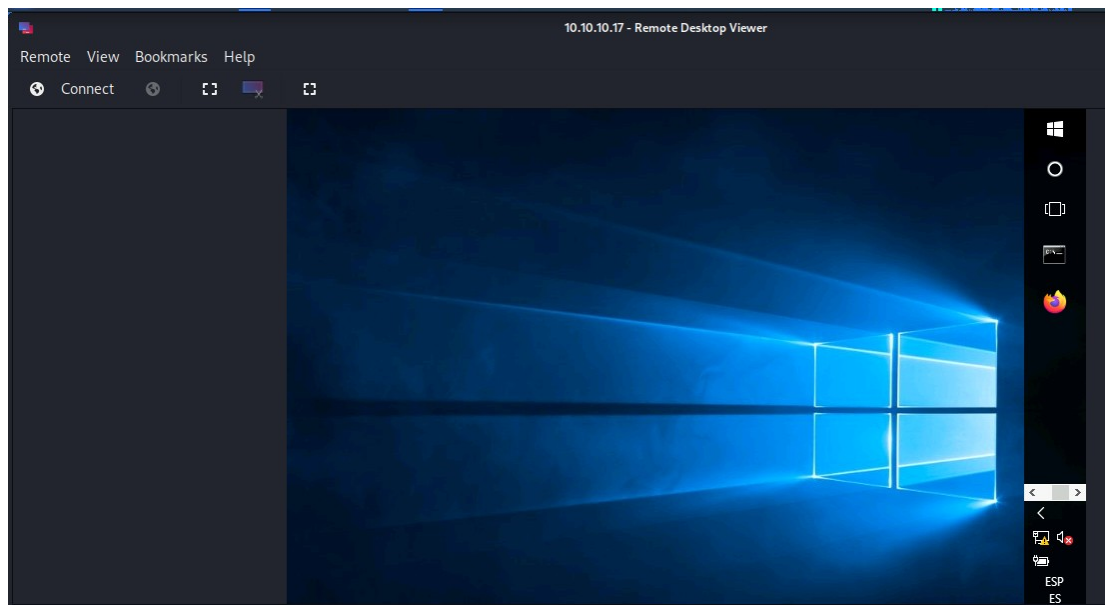 10.10.10.17 - Remote Desktop Viewer
Remote View Bookmarks Help
Connect
ESP
ES